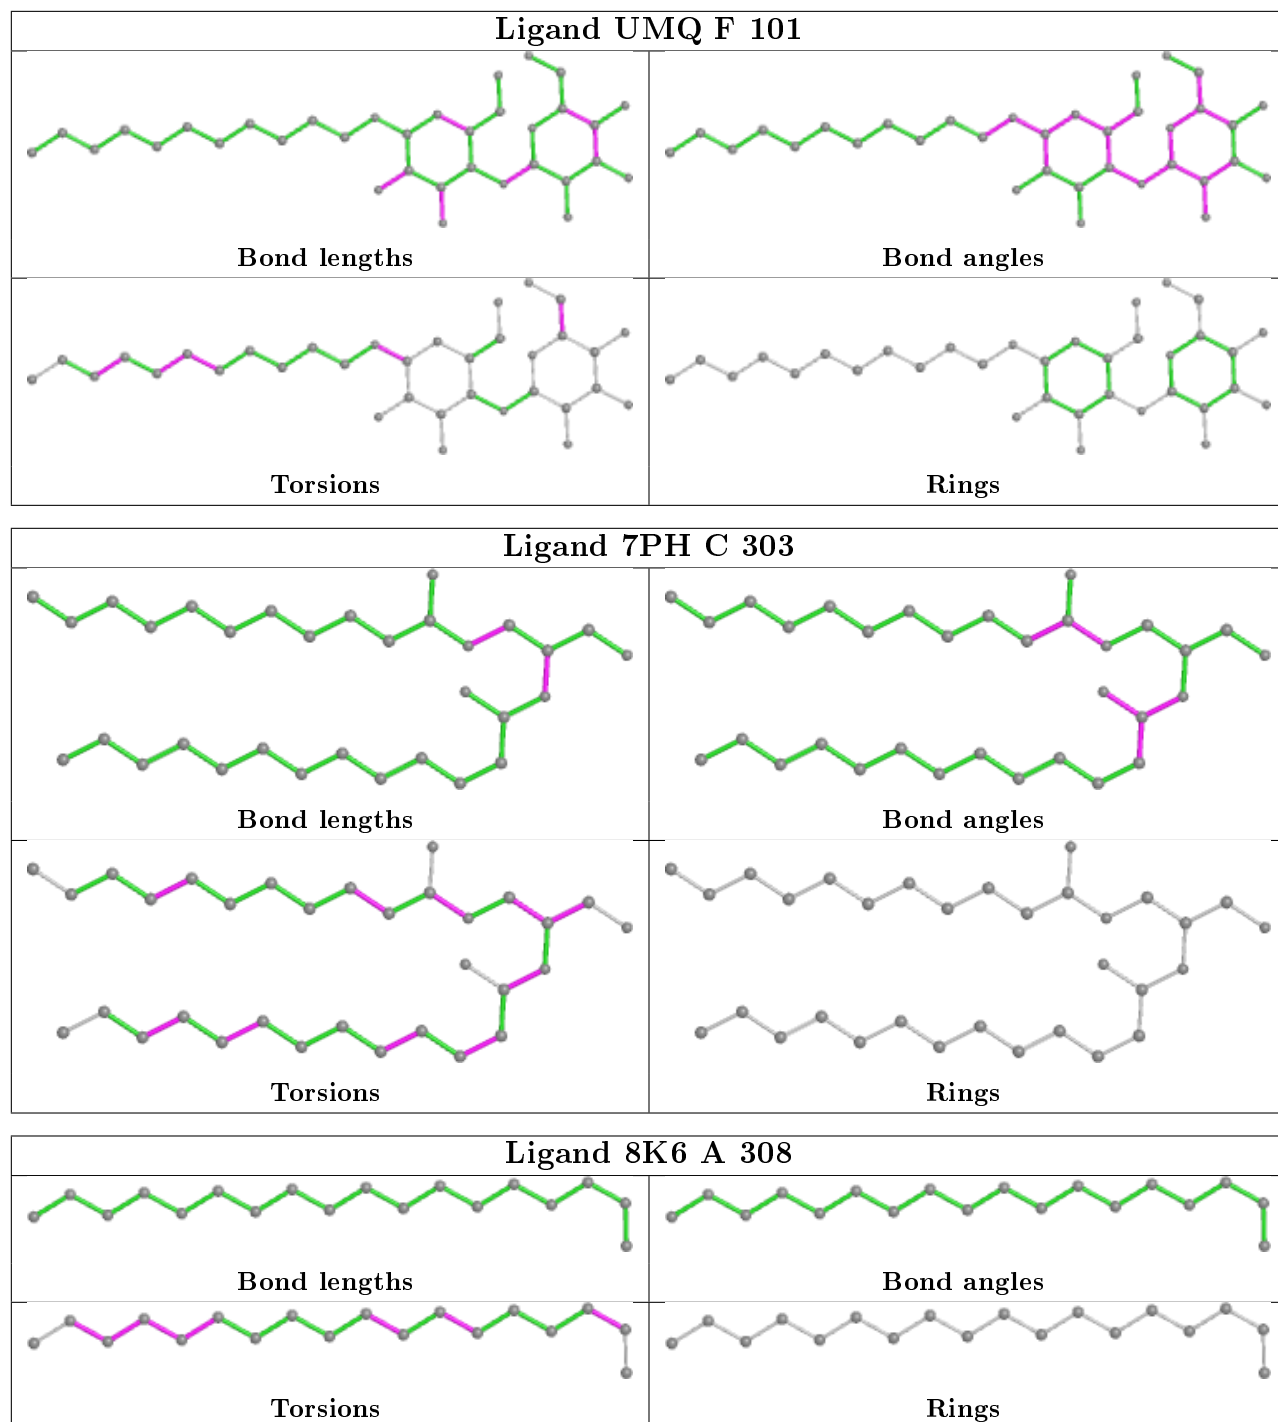 Ligand UMQ F 101
Bond lengths
Bond angles
Torsions
Rings
Ligand 7PH C 303
Bond lengths
Bond angles
Torsions
Rings
Ligand 8K6 A 308
Bond lengths
Bond angles
Torsions
Rings